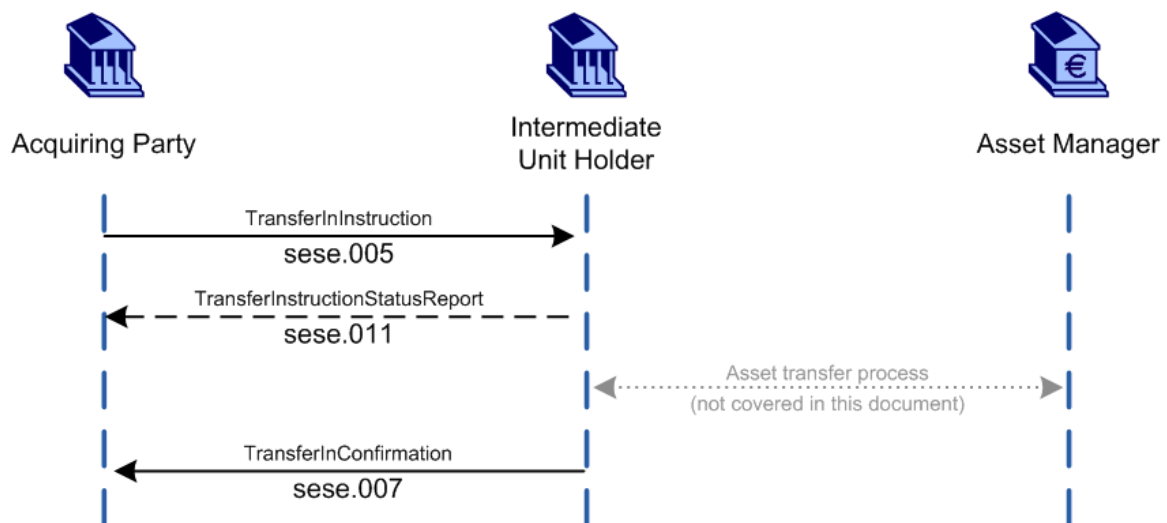 Acquiring Party
Intermediate
Unit Holder
Asset Manager
TransferInInstruction
sese.005
TransferInstructionStatusReport
sese.011
Asset transfer process
(not covered in this document)
TransferInConfirmation
sese.007
€